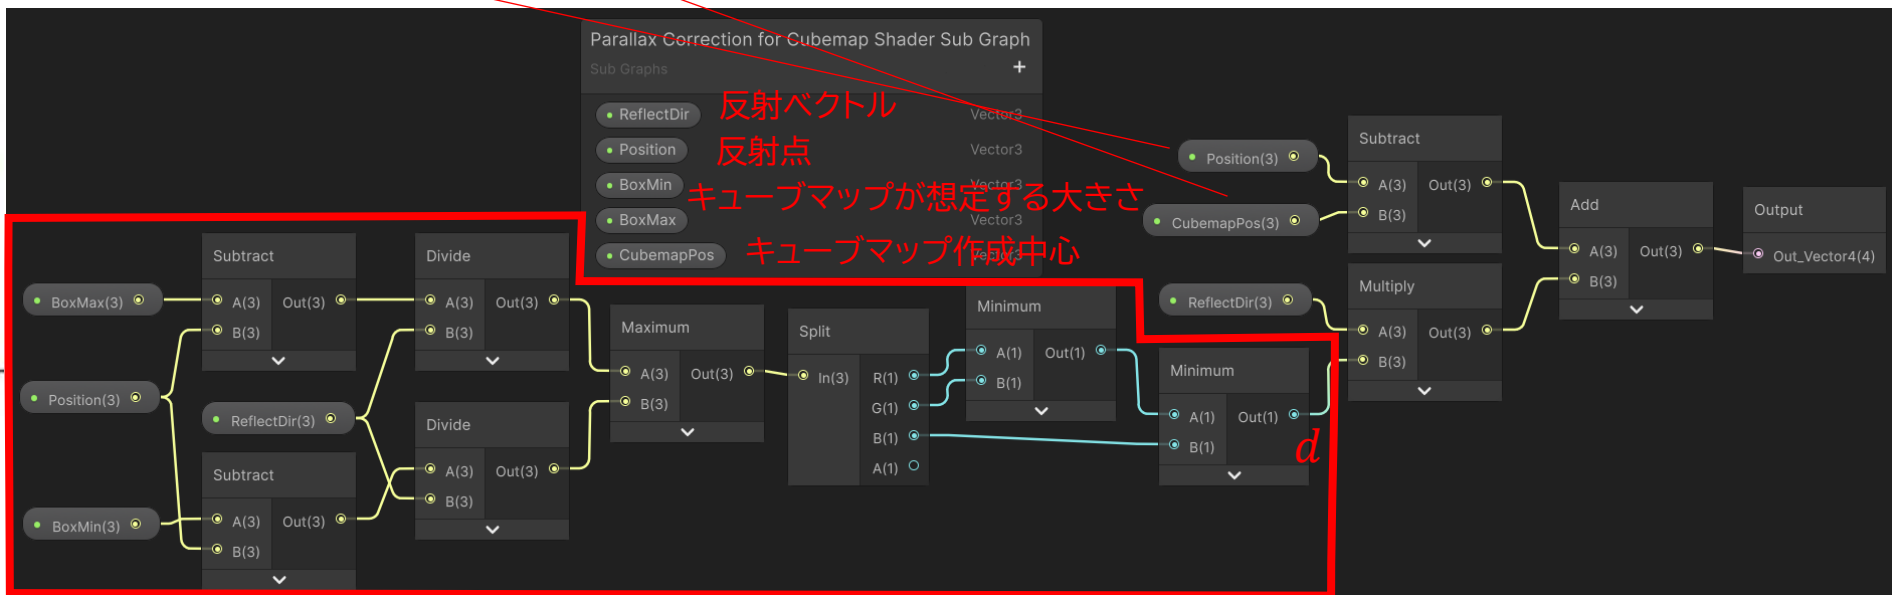 Parallax Correction for Cubemap Shader Sub Graph
Sub Graphs
+
ReflectDir 反射ベクトル Vector3
Position 反射点 Vector3
BoxMin Vector3
キューブマップが想定する大きさ
BoxMax Vector3
CubemapPos キューブマップ作成中心 Vector3
BoxMax(3)
Position(3)
BoxMin(3)
Subtract
A(3) Out(3)
B(3)
ReflectDir(3)
Subtract
A(3) Out(3)
B(3)
Divide
A(3) Out(3)
B(3)
Divide
A(3) Out(3)
B(3)
Maximum
A(3) Out(3)
B(3)
Split
In(3) R(1)
G(1)
B(1)
A(1)
Minimum
A(1) Out(1)
B(1)
Minimum
A(1) Out(1)
B(1)
d
Position(3)
CubemapPos(3)
Subtract
A(3) Out(3)
B(3)
ReflectDir(3)
Multiply
A(3) Out(3)
B(3)
Add
A(3) Out(3)
B(3)
Output
Out_Vector4(4)